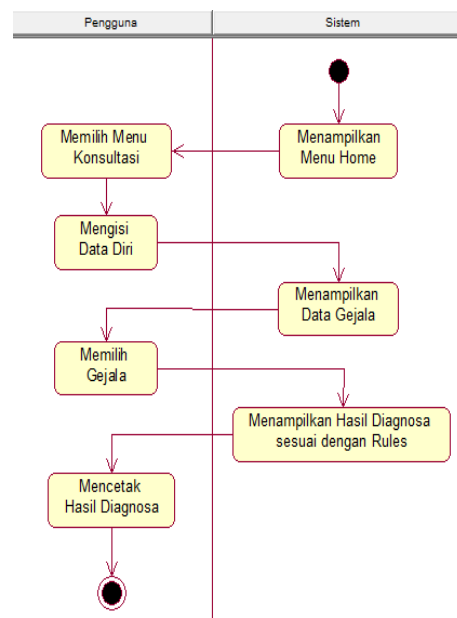 Pengguna
Sistem
Menampilkan
Menu Home
Memilih Menu
Konsultasi
Mengisi
Data Diri
Menampilkan
Data Gejala
Memilih
Gejala
Menampilkan Hasil Diagnosa
sesuai dengan Rules
Mencetak
Hasil Diagnosa